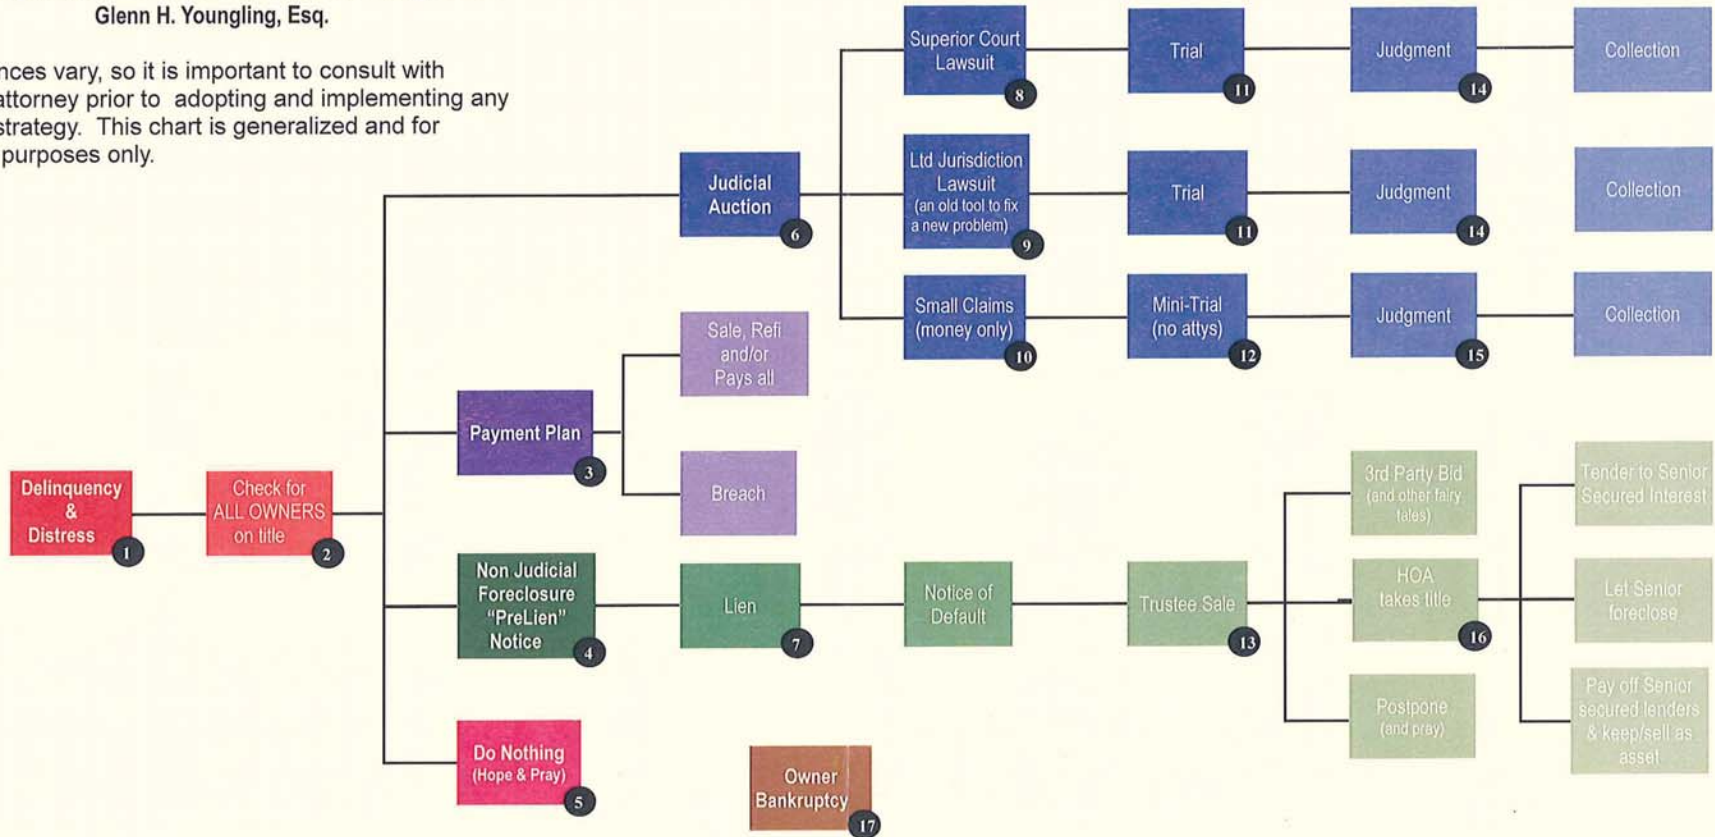 Glenn H. Youngling, Esq.
nces vary, so it is important to consult with
attorney prior to adopting and implementing any
strategy. This chart is generalized and for
purposes only.
Delinquency
&
Distress
1
Check for
ALL OWNERS
on title
2
Judicial
Auction
6
Superior Court
Lawsuit
8
Trial
11
Judgment
14
Collection
Ltd Jurisdiction
Lawsuit
(an old tool to fix
a new problem)
9
Trial
11
Judgment
14
Collection
Small Claims
(money only)
10
Mini-Trial
(no attys)
12
Judgment
15
Collection
Payment Plan
3
Sale, Refi
and/or
Pays all
Breach
Non Judicial
Foreclosure
"PreLien"
Notice
4
Lien
7
Notice of
Default
Trustee Sale
13
3rd Party Bid
(and other fairy
tales)
HOA
takes title
16
Postpone
(and pray)
Tender to Senior
Secured Interest
Let Senior
foreclose
Pay off Senior
secured lenders
& keep/sell as
asset
Do Nothing
(Hope & Pray)
5
Owner
Bankruptcy
17